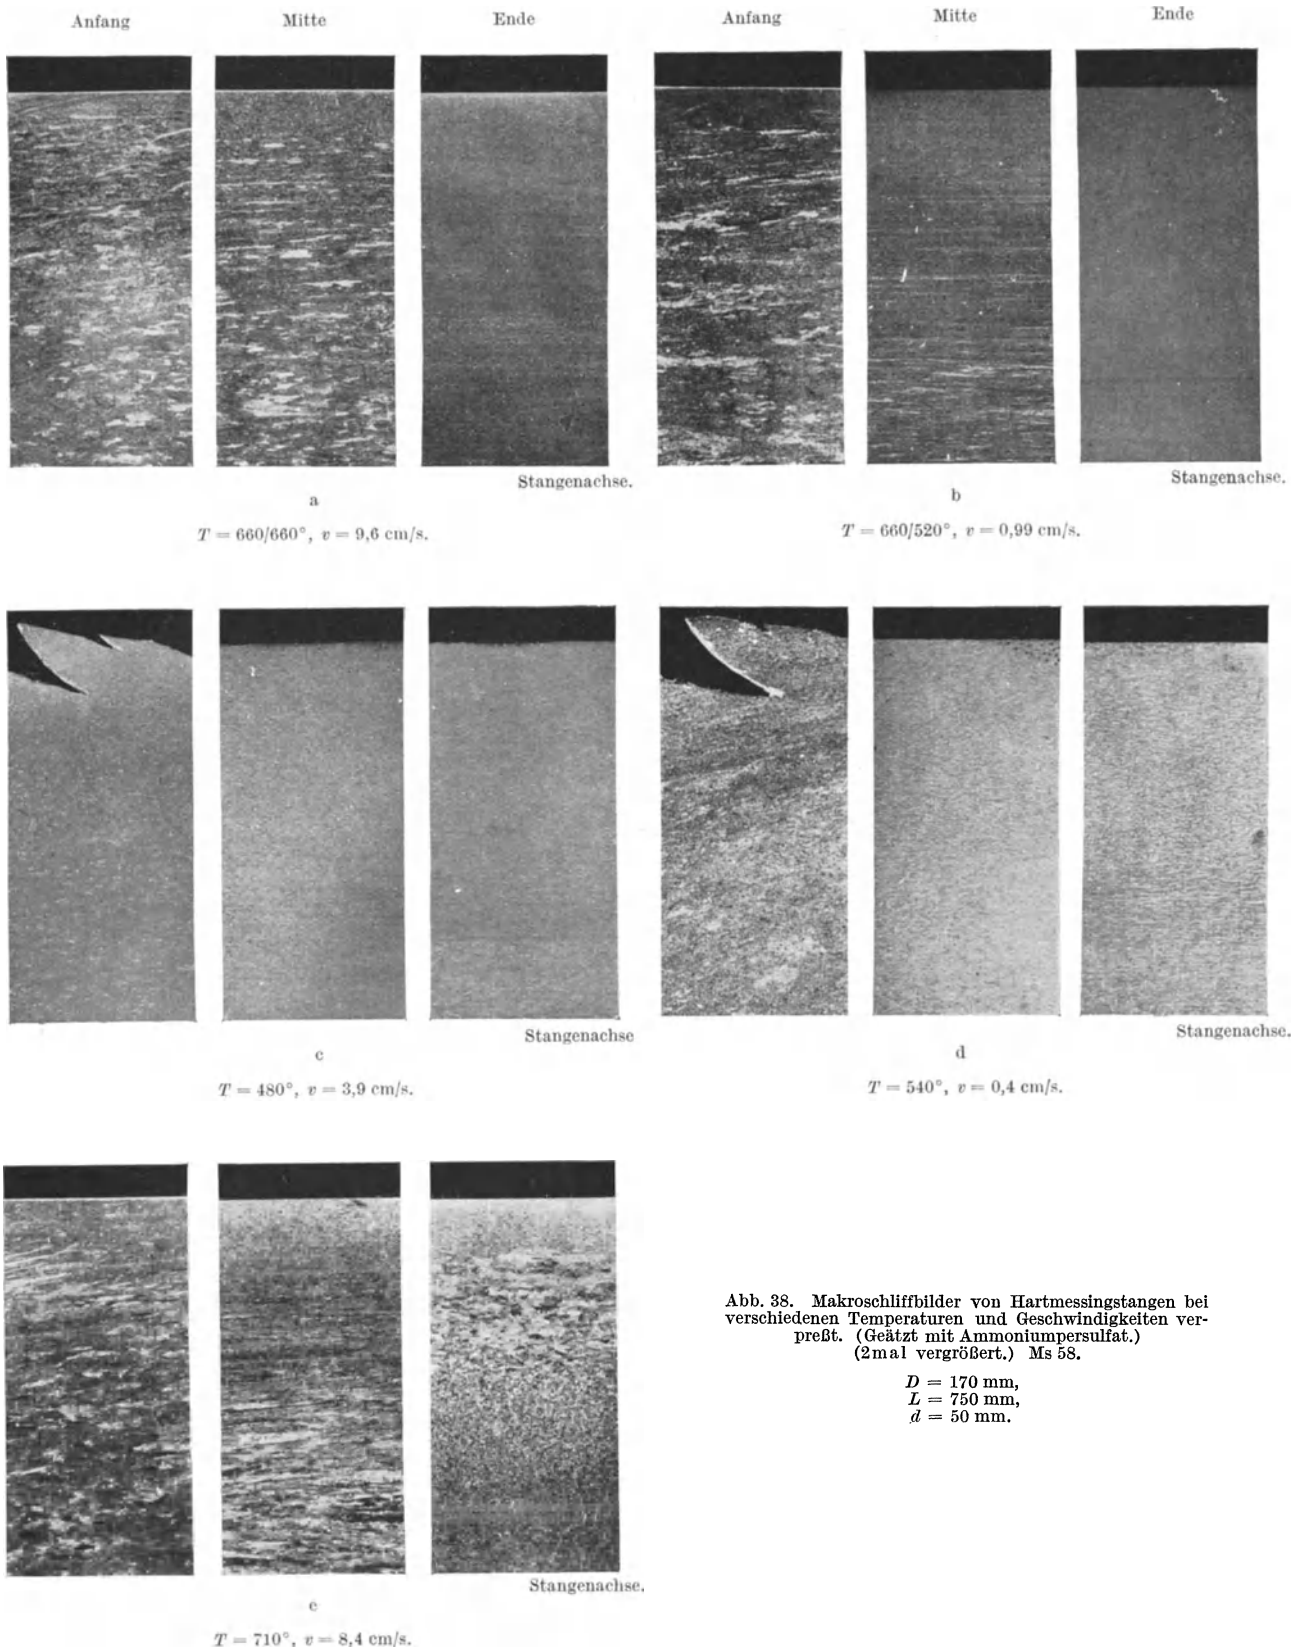 Anfang Mitte Ende Anfang Mitte Ende
Stangenachse.
a
T = 660/660°, v = 9,6 cm/s.
Stangenachse.
b
T = 660/520°, v = 0,99 cm/s.
Stangenachse
c
T = 480°, v = 3,9 cm/s.
Stangenachse.
d
T = 540°, v = 0,4 cm/s.
Stangenachse.
e
T = 710°, v = 8,4 cm/s.
Abb. 38. Makroschliffbilder von Hartmessingstangen bei
verschiedenen Temperaturen und Geschwindigkeiten ver-
preßt. (Geätzt mit Ammoniumpersulfat.)
(2mal vergrößert.) Ms 58.
D = 170 mm,
L = 750 mm,
d = 50 mm.